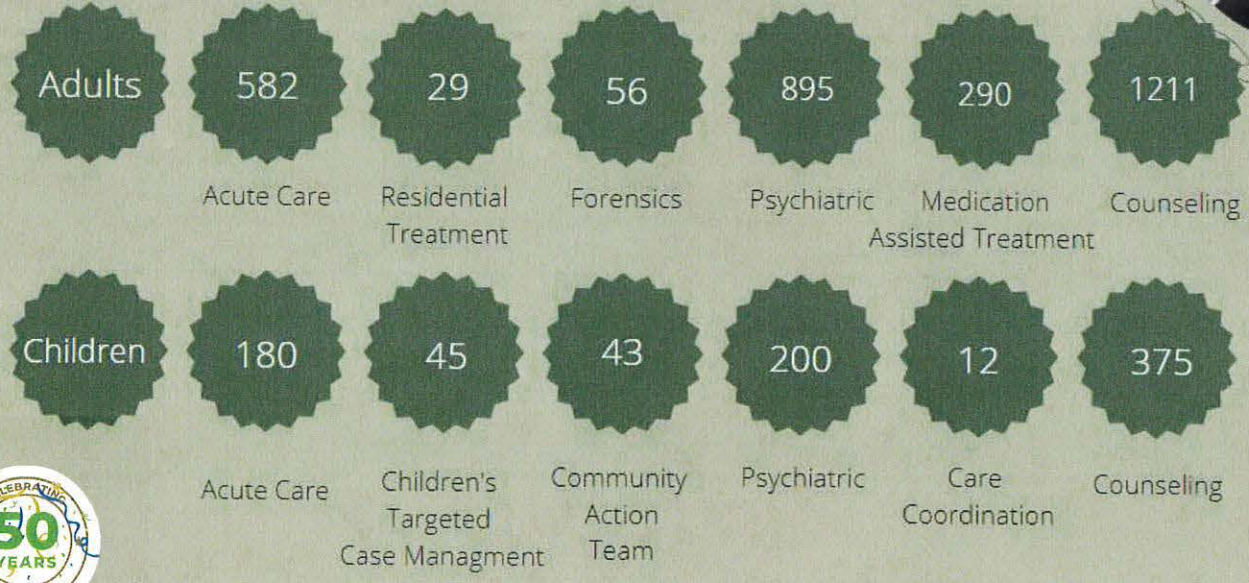 Adults 582 29 56 895 290 1211
Acute Care Residential Forensics Psychiatric Medication Counseling
Treatment Assisted Treatment
Children 180 45 43 200 12 375
Acute Care Children's Community Psychiatric Care Counseling
Targeted Action Coordination
Case Managment Team
50
YEARS